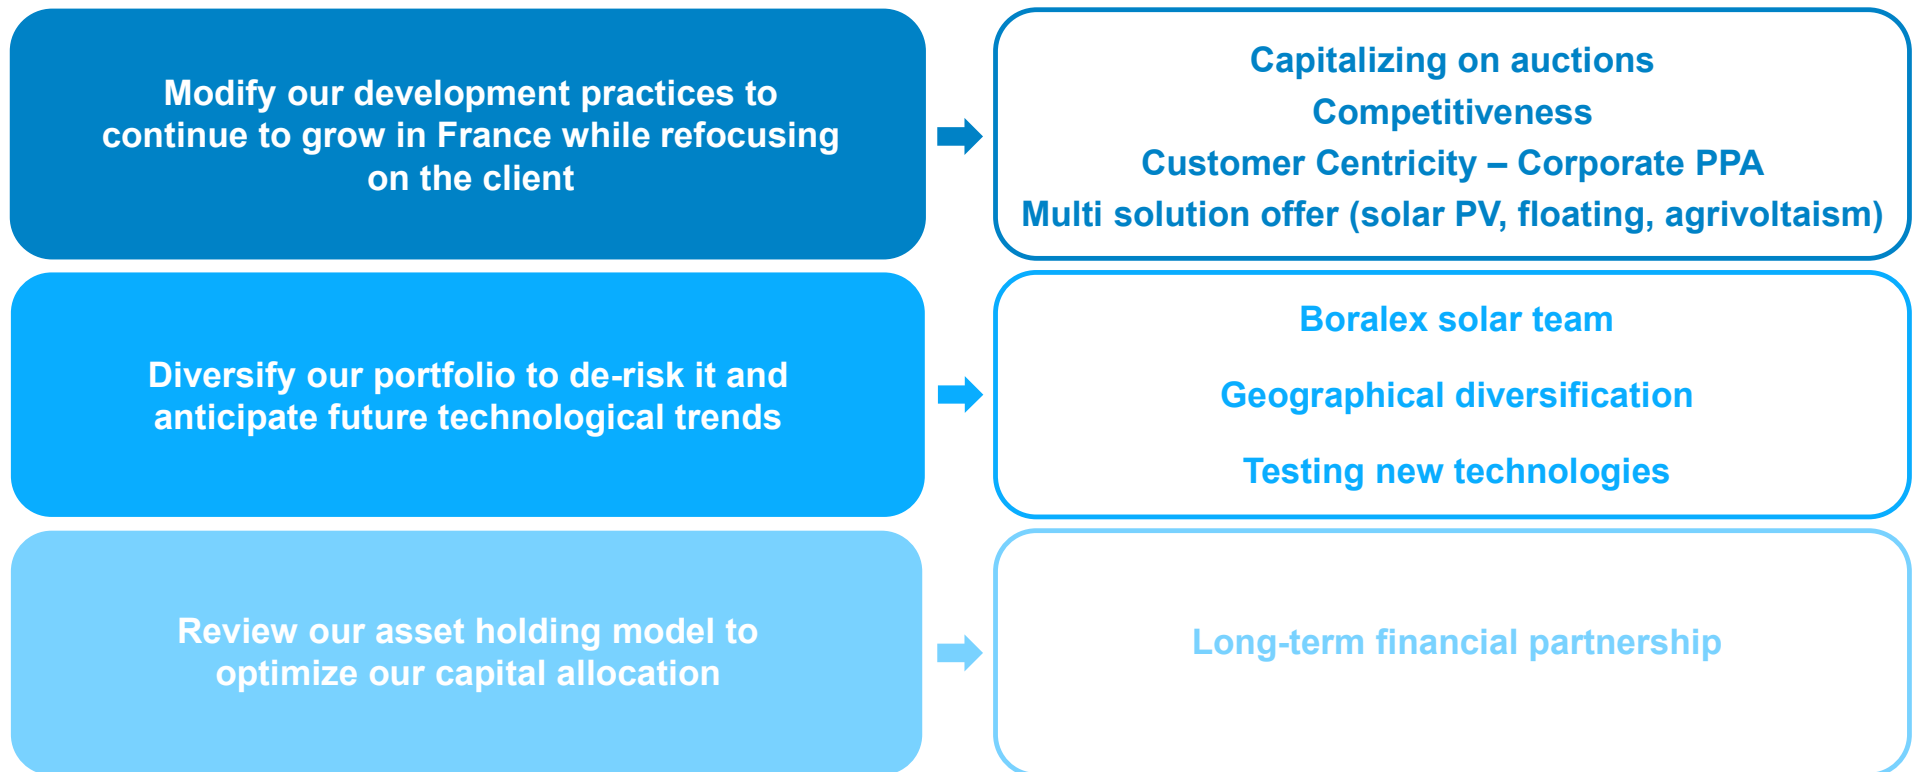 Modify our development practices to
continue to grow in France while refocusing
on the client
Capitalizing on auctions
Competitiveness
Customer Centricity – Corporate PPA
Multi solution offer (solar PV, floating, agrivoltaism)
Diversify our portfolio to de-risk it and
anticipate future technological trends
Boralex solar team
Geographical diversification
Testing new technologies
Review our asset holding model to
optimize our capital allocation
Long-term financial partnership